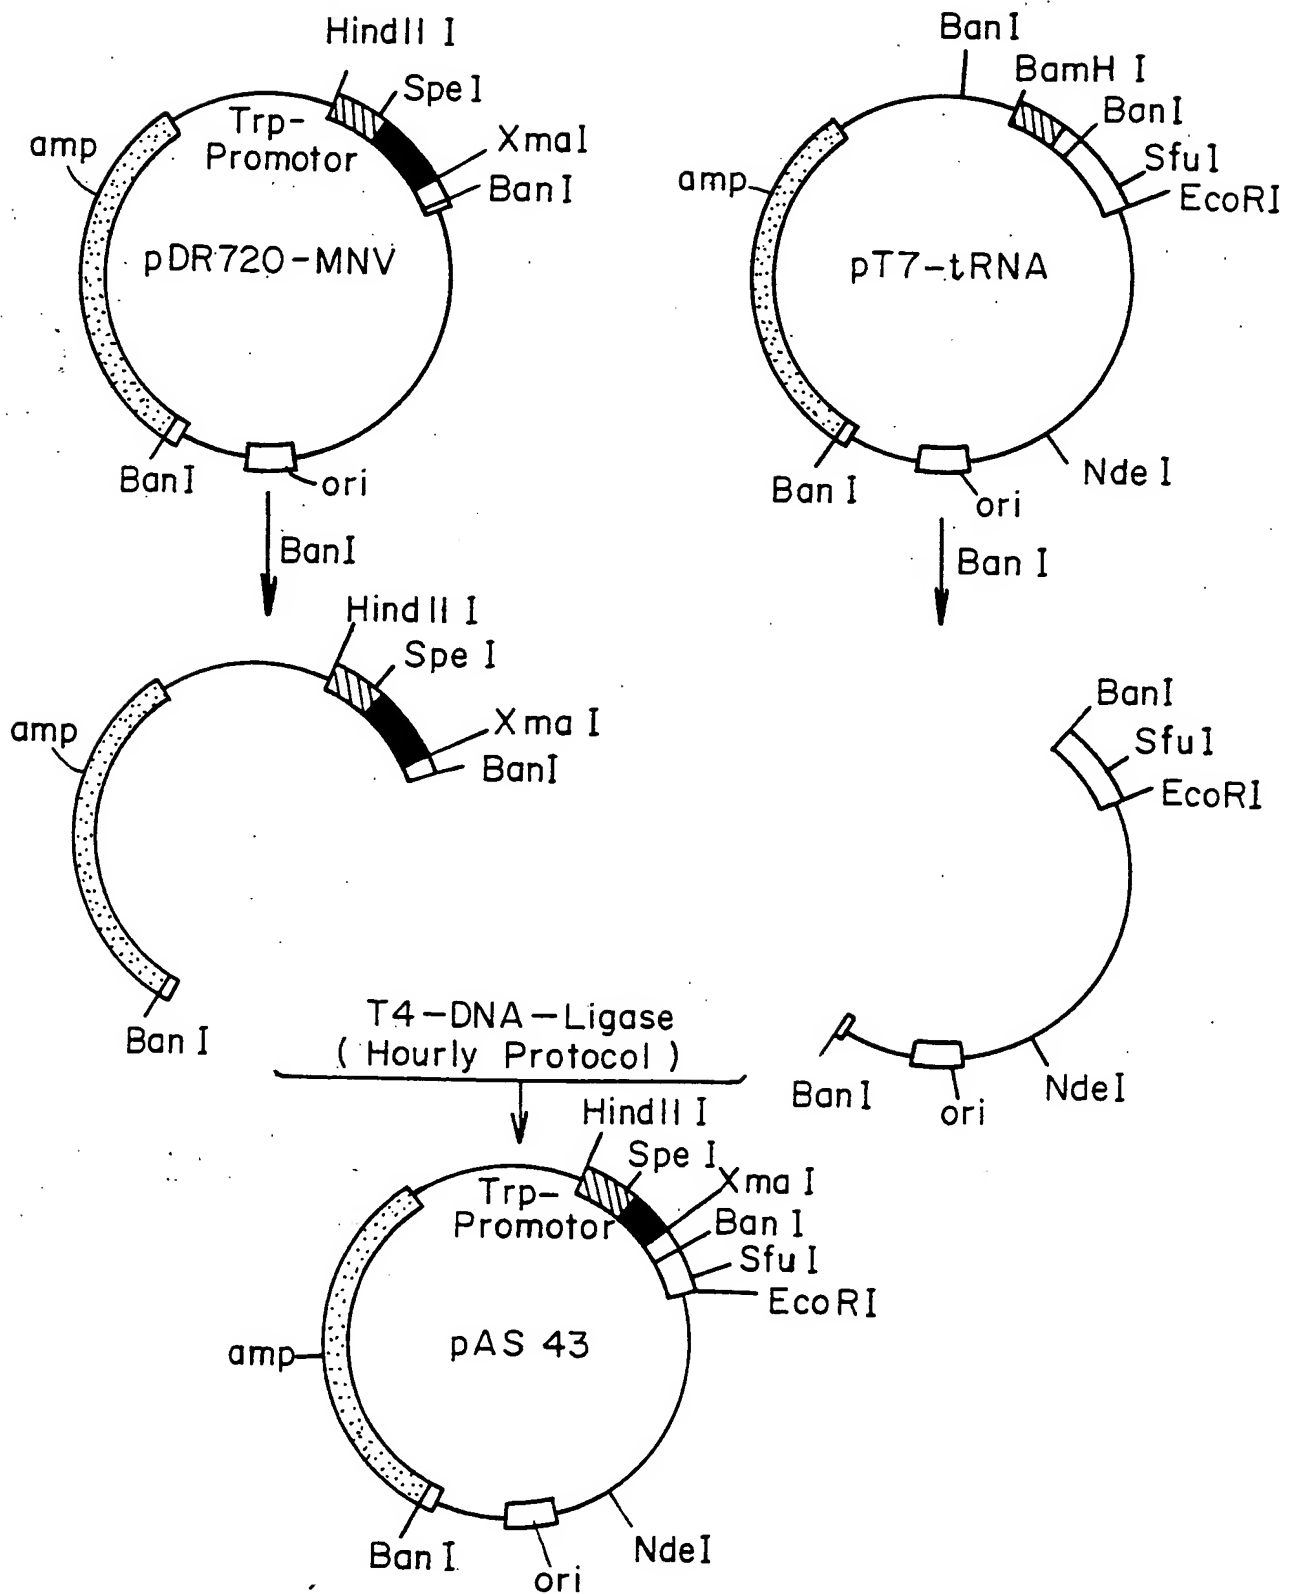 HindIII
SpeI
XmaI
BanI
amp
Trp-
Promotor
pDR720-MNV
BanI
ori
BanI
BanI
BamHI
BanI
SfuI
EcoRI
amp
pT7-tRNA
BanI
ori
NdeI
BanI
HindIII
SpeI
XmaI
BanI
amp
BanI
BanI
SfuI
EcoRI
BanI
ori
NdeI
T4-DNA-Ligase
(Hourly Protocol)
HindIII
SpeI
XmaI
BanI
SfuI
EcoRI
Trp-
Promotor
amp
pAS 43
BanI
ori
NdeI